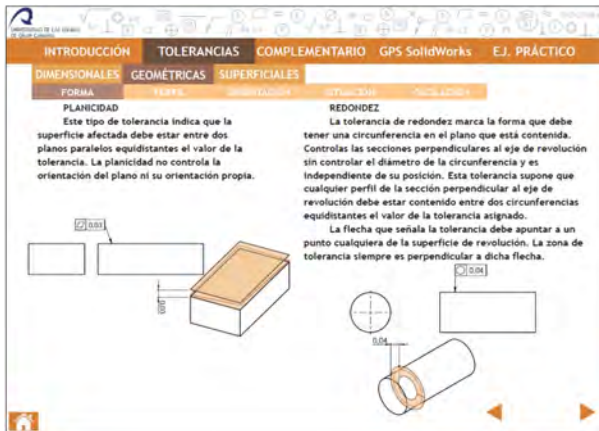 UNIVERSIDAD DE LAS PALMAS
DE GRAN CANARIA
INTRODUCCIÓN TOLERANCIAS COMPLEMENTARIO GPS SolidWorks EJ. PRÁCTICO
DIMENSIONALES GEOMÉTRICAS SUPERFICIALES
FORMA PERFIL ORIENTACIÓN SITUACIÓN OSCILACIÓN
PLANICIDAD
Este tipo de tolerancia indica que la
superficie afectada debe estar entre dos
planos paralelos equidistantes el valor de la
tolerancia. La planicidad no controla la
orientación del plano ni su orientación propia.
0,03
0,03
REDONDEZ
La tolerancia de redondez marca la forma que debe
tener una circunferencia en el plano que está contenida.
Controlas las secciones perpendiculares al eje de revolución
sin controlar el diámetro de la circunferencia y es
independiente de su posición. Esta tolerancia supone que
cualquier perfil de la sección perpendicular al eje de
revolución debe estar contenido entre dos circunferencias
equidistantes el valor de la tolerancia asignado.
La flecha que señala la tolerancia debe apuntar a un
punto cualquiera de la superficie de revolución. La zona de
tolerancia siempre es perpendicular a dicha flecha.
0,04
0,04